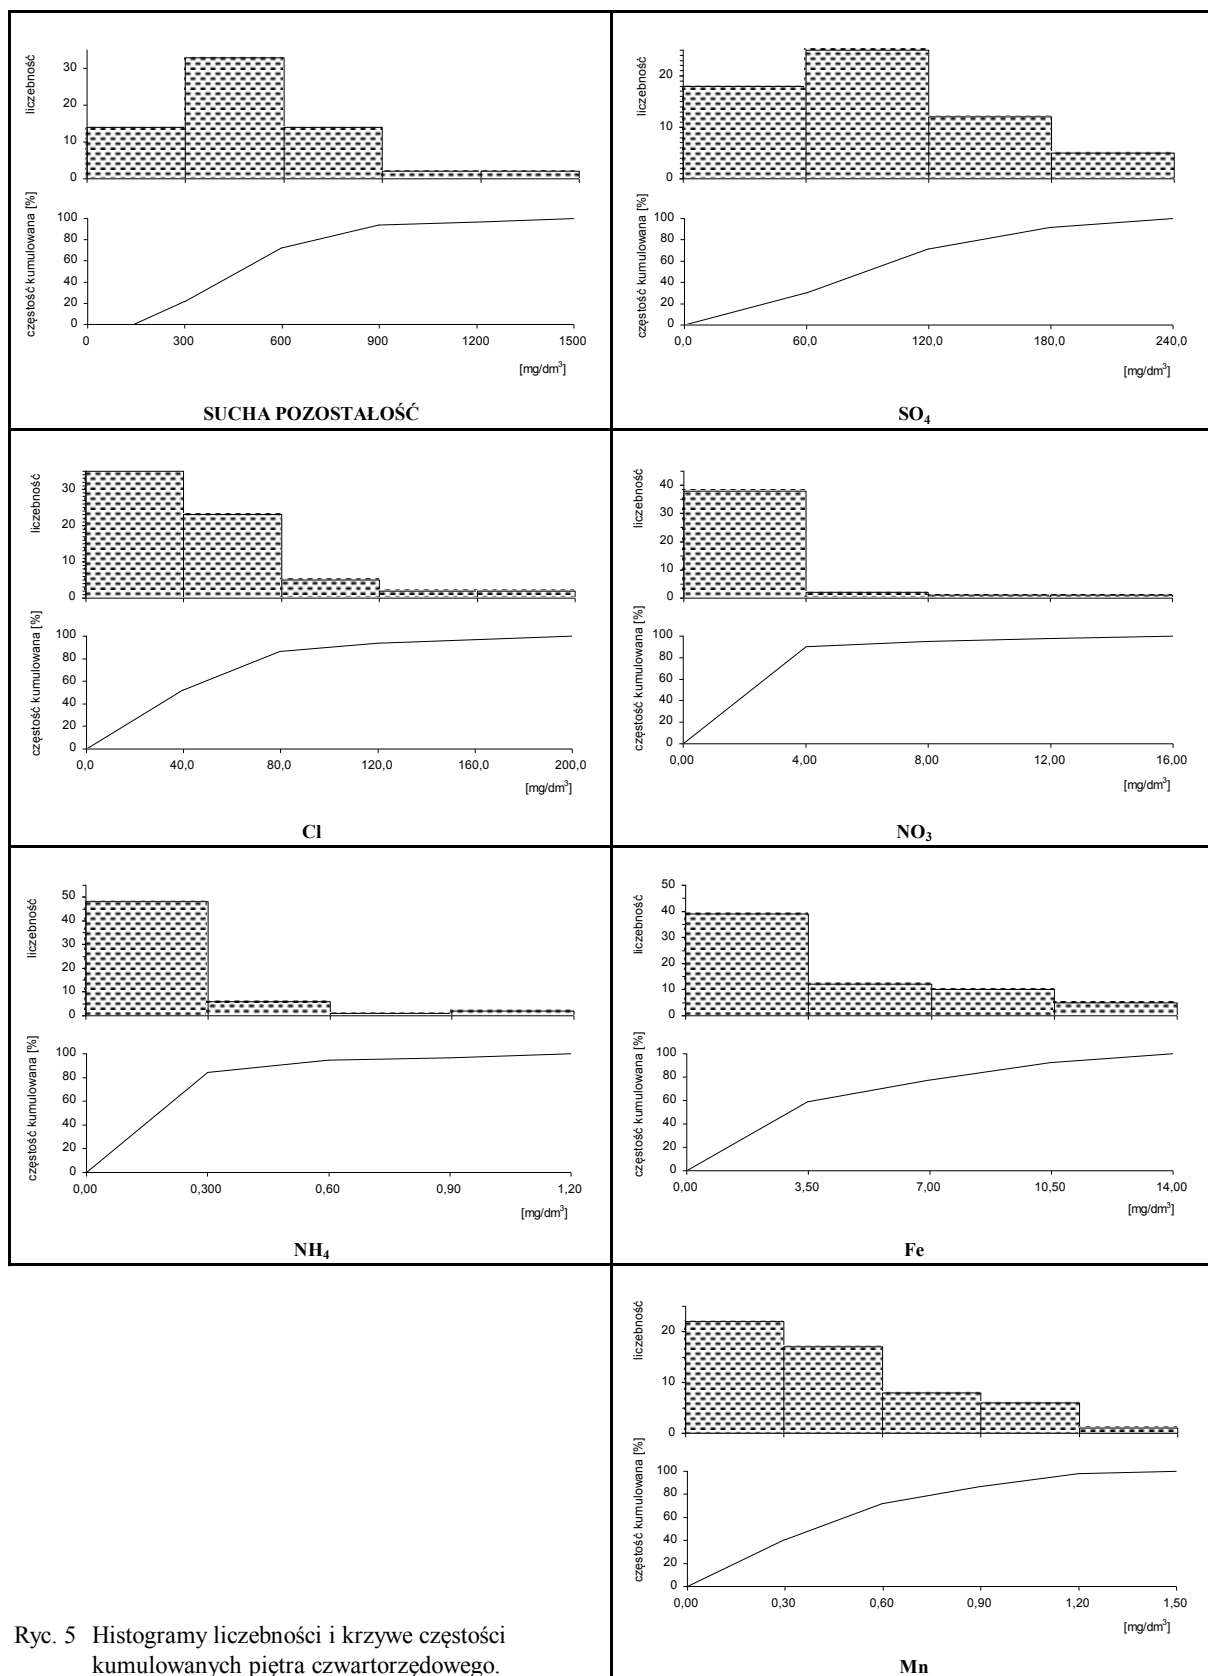 liczebność
30
20
10
0
częstość kumulowana [%]
100
80
60
40
20
0
0 300 600 900 1200 1500
[mg/dm³]
SUCHA POZOSTAŁOŚĆ
liczebność
20
10
0
częstość kumulowana [%]
100
80
60
40
20
0
0,0 60,0 120,0 180,0 240,0
[mg/dm³]
SO₄
liczebność
30
20
10
0
częstość kumulowana [%]
100
80
60
40
20
0
0,0 40,0 80,0 120,0 160,0 200,0
[mg/dm³]
Cl
liczebność
40
30
20
10
0
częstość kumulowana [%]
100
80
60
40
20
0
0,00 4,00 8,00 12,00 16,00
[mg/dm³]
NO₃
liczebność
50
40
30
20
10
0
częstość kumulowana [%]
100
80
60
40
20
0
0,00 0,300 0,60 0,90 1,20
[mg/dm³]
NH₄
liczebność
50
40
30
20
10
0
częstość kumulowana [%]
100
80
60
40
20
0
0,00 3,50 7,00 10,50 14,00
[mg/dm³]
Fe
liczebność
20
10
0
częstość kumulowana [%]
100
80
60
40
20
0
0,00 0,30 0,60 0,90 1,20 1,50
[mg/dm³]
Mn
Ryc. 5 Histogramy liczebności i krzywe częstości
kumulowanych piętra czwartorzędowego.